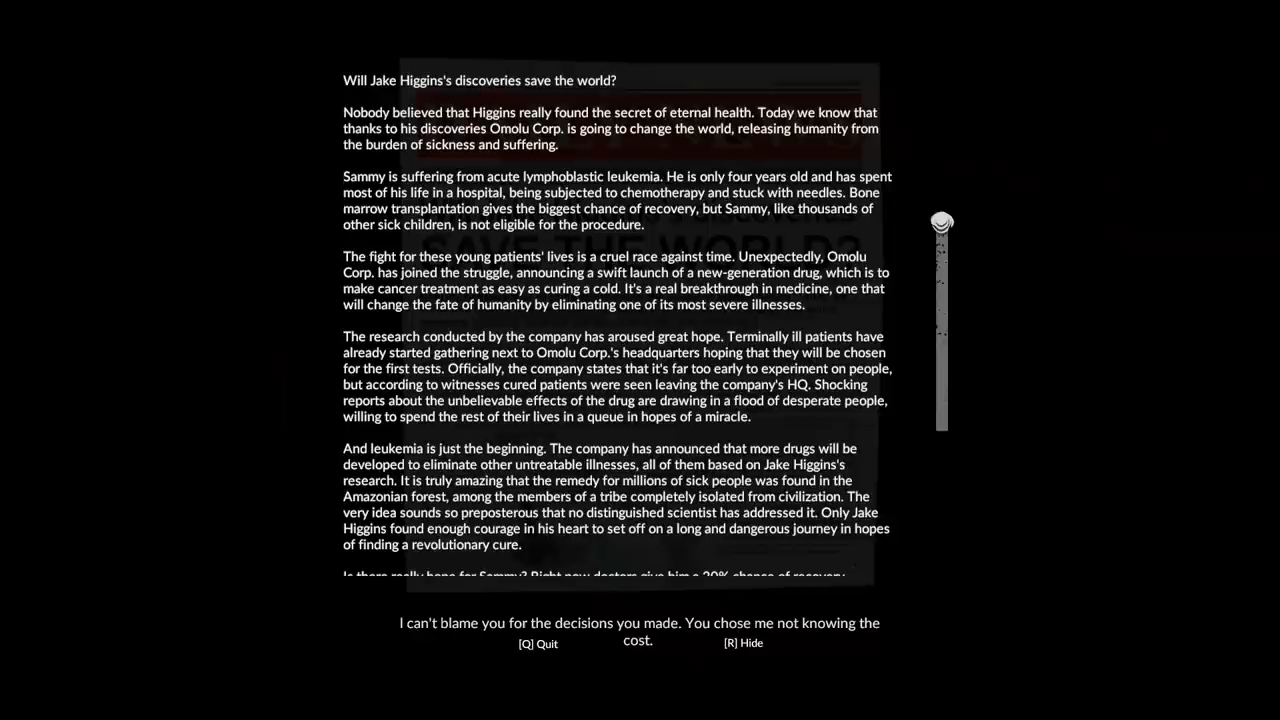 Will Jake Higgins's discoveries save the world?
Nobody believed that Higgins really found the secret of eternal health. Today we know that
thanks to his discoveries Omolu Corp. is going to change the world, releasing humanity from
the burden of sickness and suffering.
Sammy is suffering from acute lymphoblastic leukemia. He is only four years old and has spent
most of his life in a hospital, being subjected to chemotherapy and stuck with needles. Bone
marrow transplantation gives the biggest chance of recovery, but Sammy, like thousands of
other sick children, is not eligible for the procedure.
The fight for these young patients' lives is a cruel race against time. Unexpectedly, Omolu
Corp. has joined the struggle, announcing a swift launch of a new-generation drug, which is to
make cancer treatment as easy as curing a cold. It's a real breakthrough in medicine, one that
will change the fate of humanity by eliminating one of its most severe illnesses.
The research conducted by the company has aroused great hope. Terminally ill patients have
already started gathering next to Omolu Corp.'s headquarters hoping that they will be chosen
for the first tests. Officially, the company states that it's far too early to experiment on people,
but according to witnesses cured patients were seen leaving the company's HQ. Shocking
reports about the unbelievable effects of the drug are drawing in a flood of desperate people,
willing to spend the rest of their lives in a queue in hopes of a miracle.
And leukemia is just the beginning. The company has announced that more drugs will be
developed to eliminate other untreatable illnesses, all of them based on Jake Higgins's
research. It is truly amazing that the remedy for millions of sick people was found in the
Amazonian forest, among the members of a tribe completely isolated from civilization. The
very idea sounds so preposterous that no distinguished scientist has addressed it. Only Jake
Higgins found enough courage in his heart to set off on a long and dangerous journey in hopes
of finding a revolutionary cure.
Is there really hope for Sammy? Right now doctors give him a 20% chance of recovery
SAVE THE WORLD?
I can't blame you for the decisions you made. You chose me not knowing the
cost.
[Q] Quit
[R] Hide